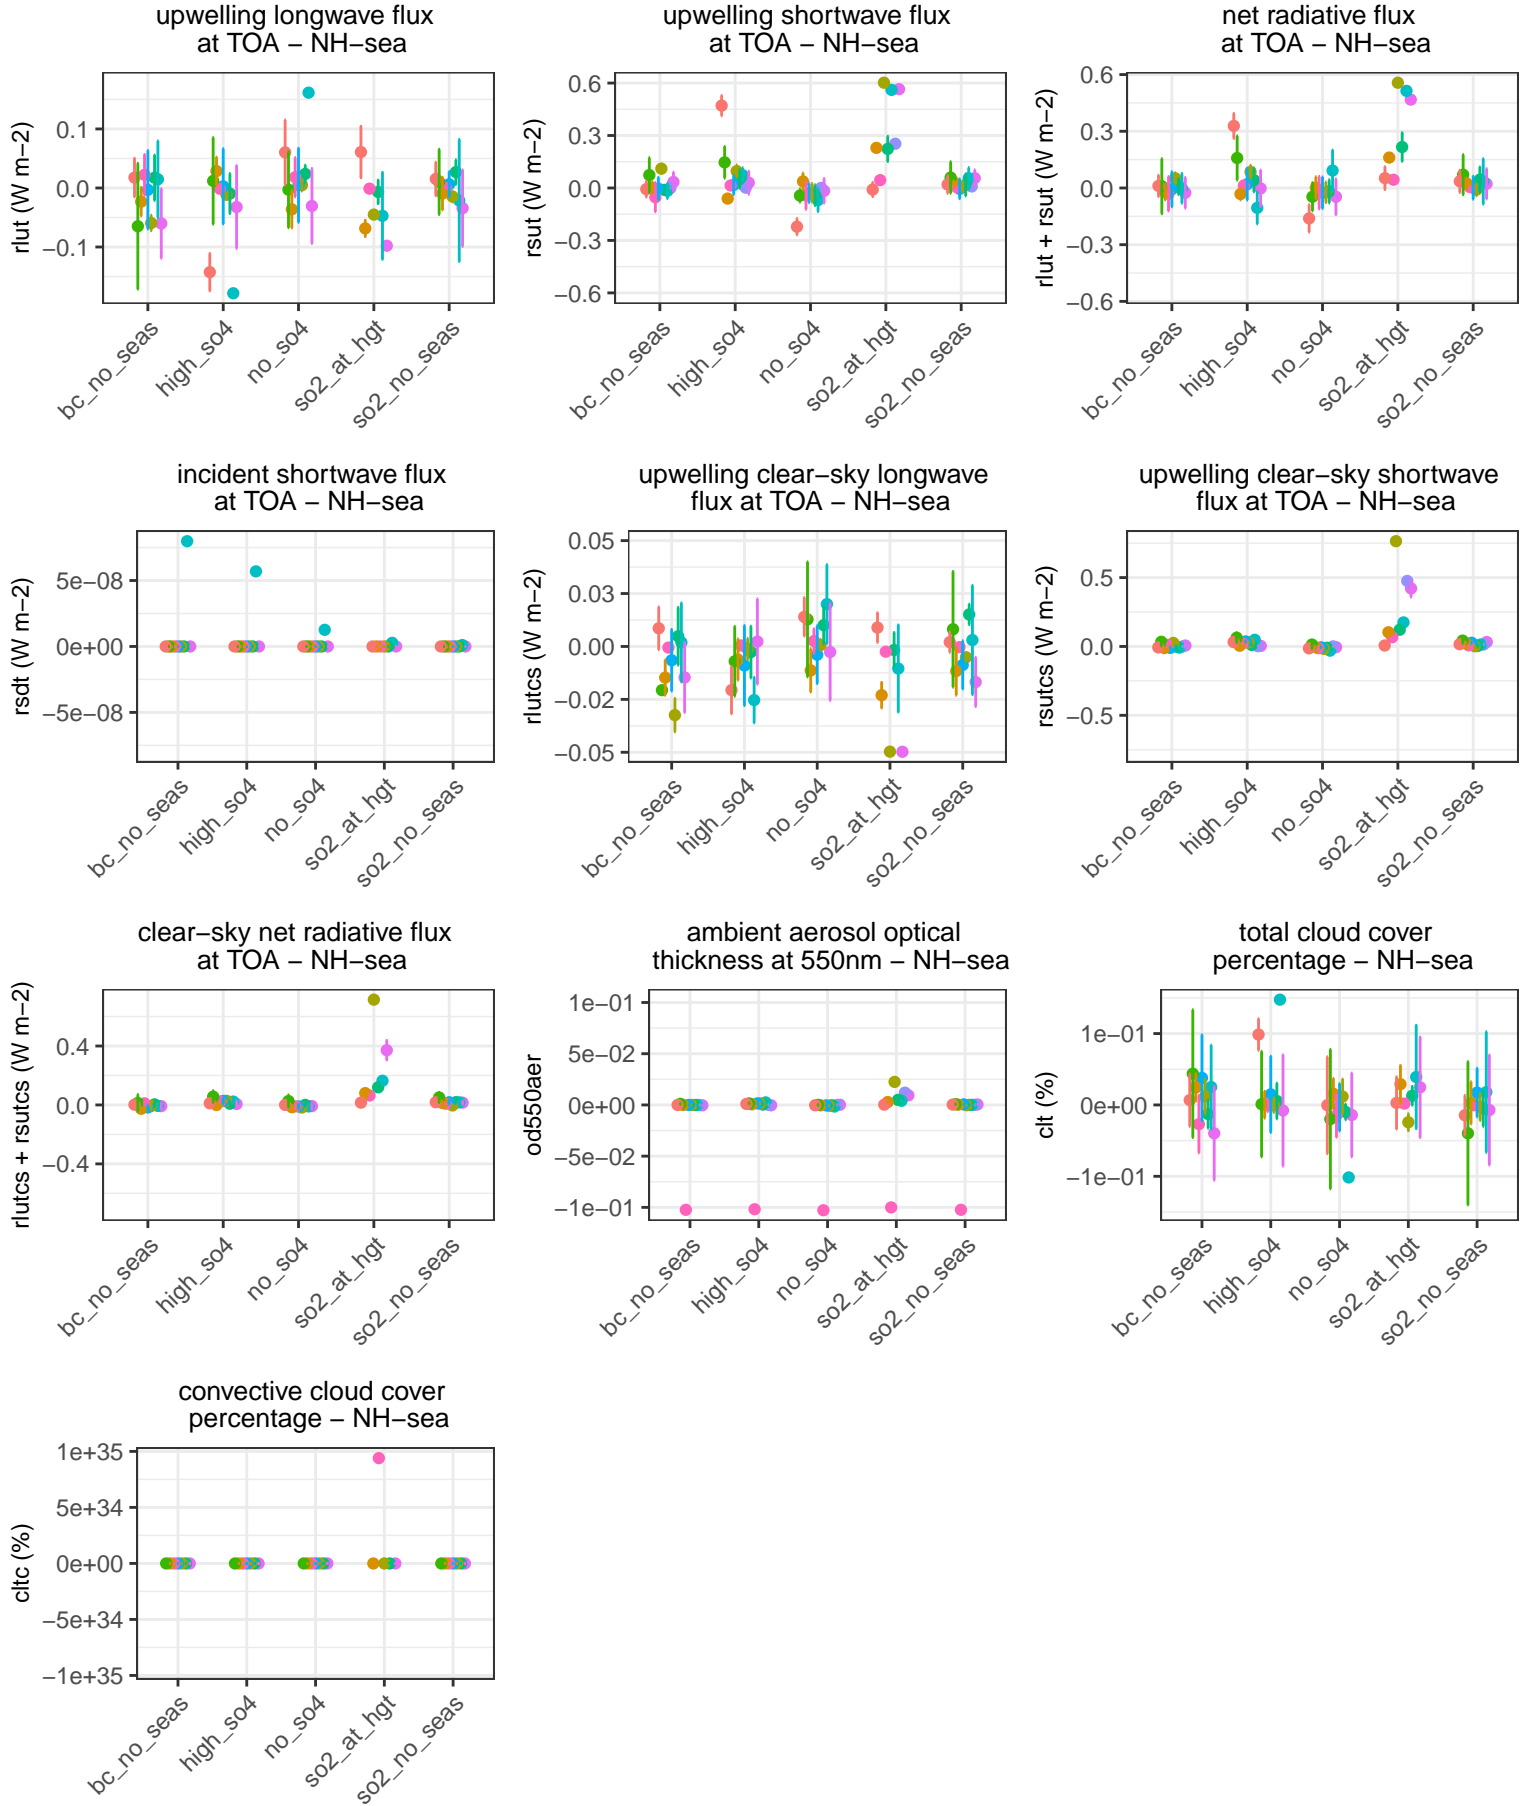 upwelling longwave flux
at TOA − NH−sea
rlut (W m−2)
0.1
0.0
−0.1
bc_no_seas
high_so4
no_so4
so2_at_hgt
so2_no_seas
upwelling shortwave flux
at TOA − NH−sea
rsut (W m−2)
0.6
0.3
0.0
−0.3
−0.6
bc_no_seas
high_so4
no_so4
so2_at_hgt
so2_no_seas
net radiative flux
at TOA − NH−sea
rlut + rsut (W m−2)
0.6
0.3
0.0
−0.3
−0.6
bc_no_seas
high_so4
no_so4
so2_at_hgt
so2_no_seas
incident shortwave flux
at TOA − NH−sea
rsdt (W m−2)
5e−08
0e+00
−5e−08
bc_no_seas
high_so4
no_so4
so2_at_hgt
so2_no_seas
upwelling clear−sky longwave
flux at TOA − NH−sea
rlutcs (W m−2)
0.05
0.03
0.00
−0.02
−0.05
bc_no_seas
high_so4
no_so4
so2_at_hgt
so2_no_seas
upwelling clear−sky shortwave
flux at TOA − NH−sea
rsutcs (W m−2)
0.5
0.0
−0.5
bc_no_seas
high_so4
no_so4
so2_at_hgt
so2_no_seas
clear−sky net radiative flux
at TOA − NH−sea
rlutcs + rsutcs (W m−2)
0.4
0.0
−0.4
bc_no_seas
high_so4
no_so4
so2_at_hgt
so2_no_seas
ambient aerosol optical
thickness at 550nm − NH−sea
od550aer
1e−01
5e−02
0e+00
−5e−02
−1e−01
bc_no_seas
high_so4
no_so4
so2_at_hgt
so2_no_seas
total cloud cover
percentage − NH−sea
clt (%)
1e−01
0e+00
−1e−01
bc_no_seas
high_so4
no_so4
so2_at_hgt
so2_no_seas
convective cloud cover
percentage − NH−sea
cltc (%)
1e+35
5e+34
0e+00
−5e+34
−1e+35
bc_no_seas
high_so4
no_so4
so2_at_hgt
so2_no_seas